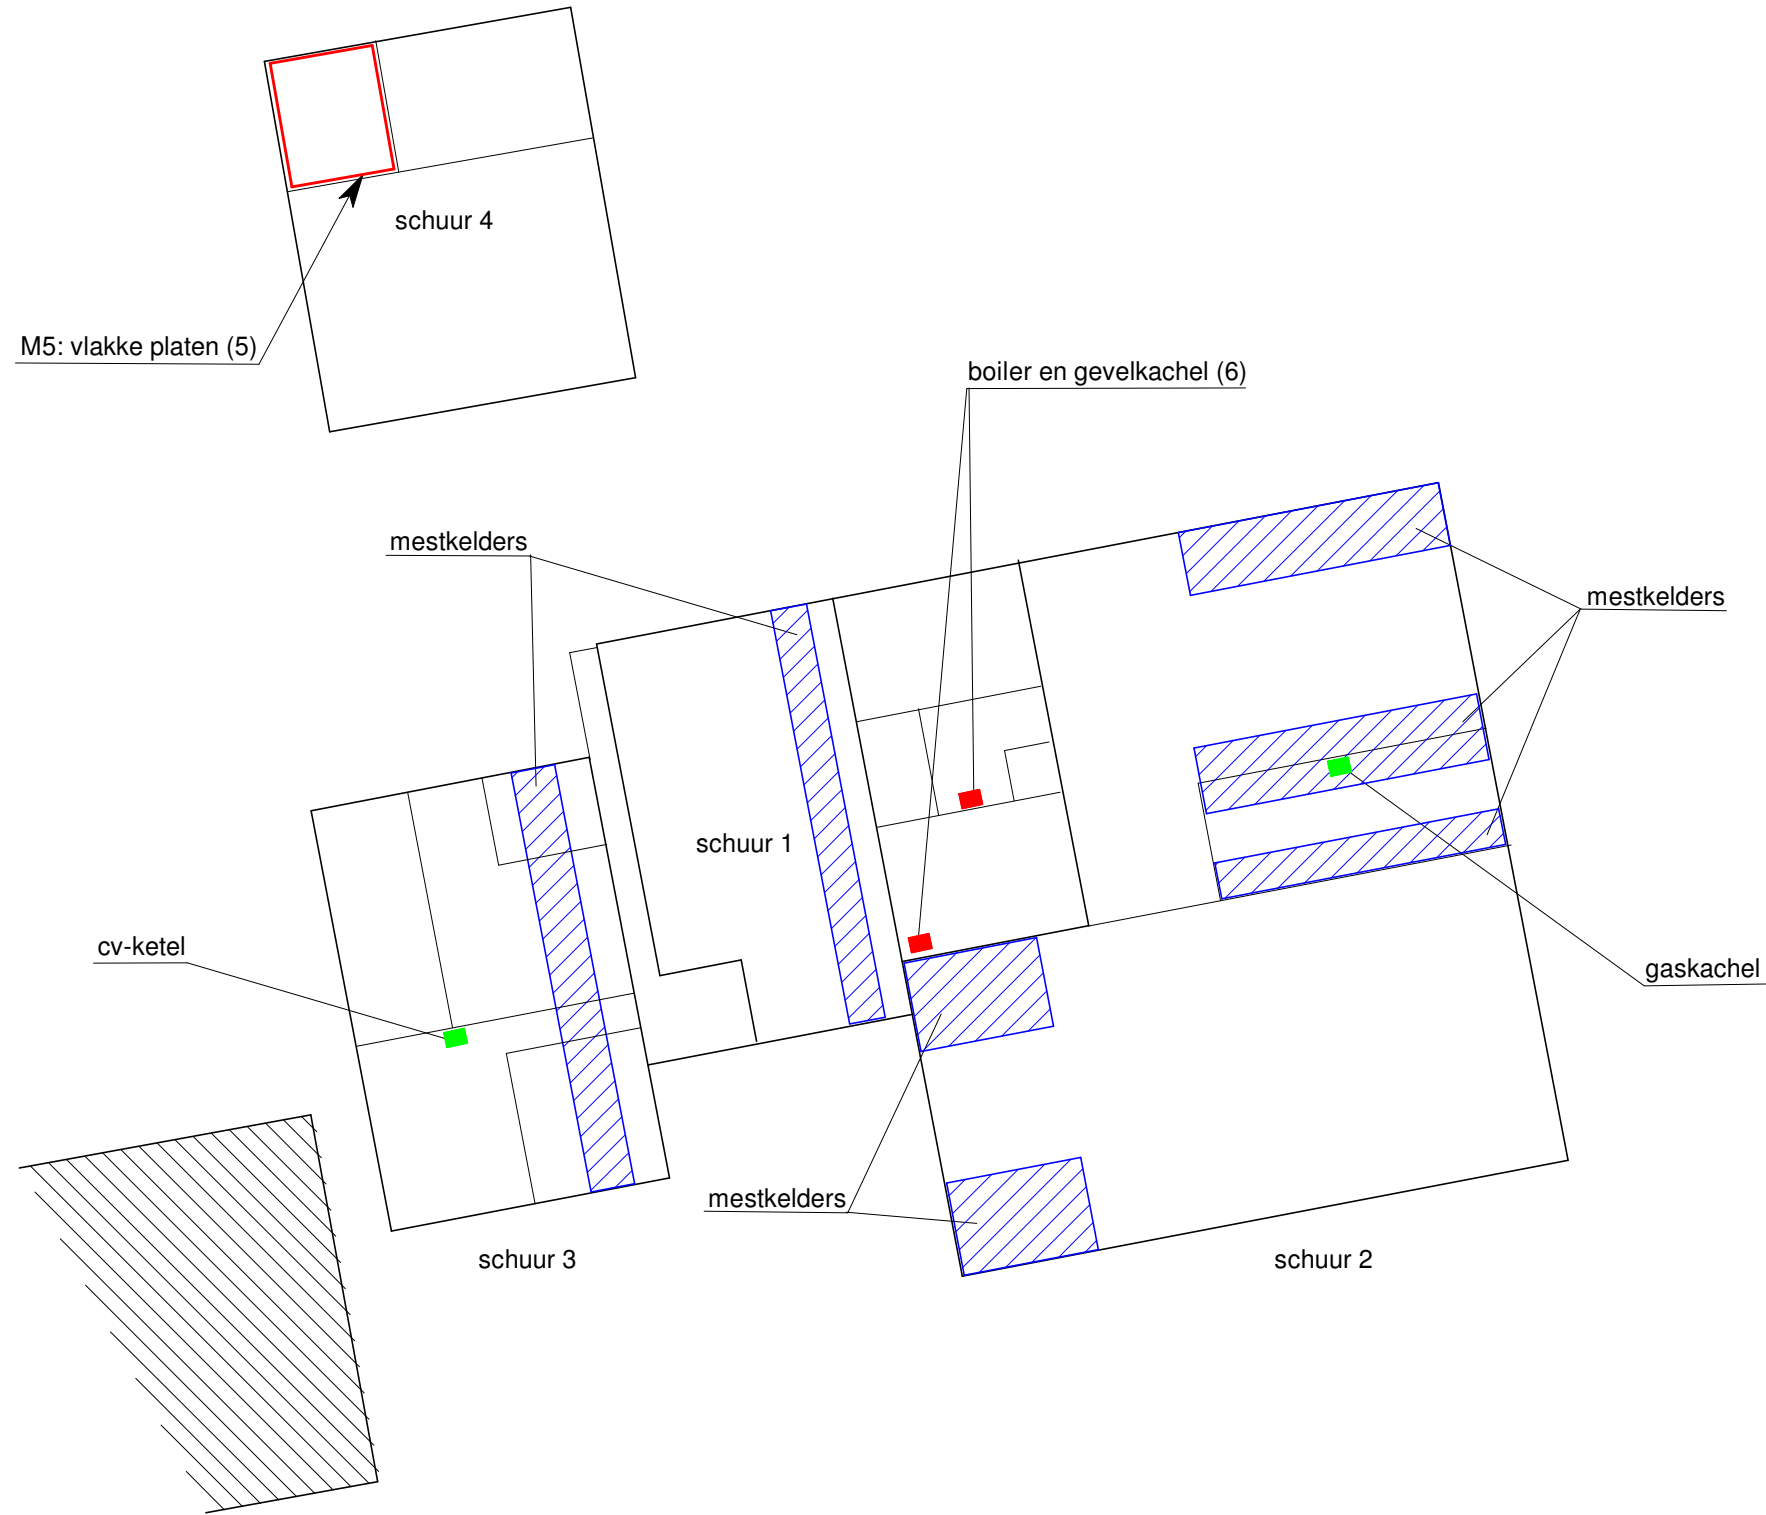 schuur 4
M5: vlakke platen (5)
boiler en gevelkachel (6)
mestkelders
mestkelders
schuur 1
cv-ketel
gaskachel
mestkelders
schuur 3
schuur 2